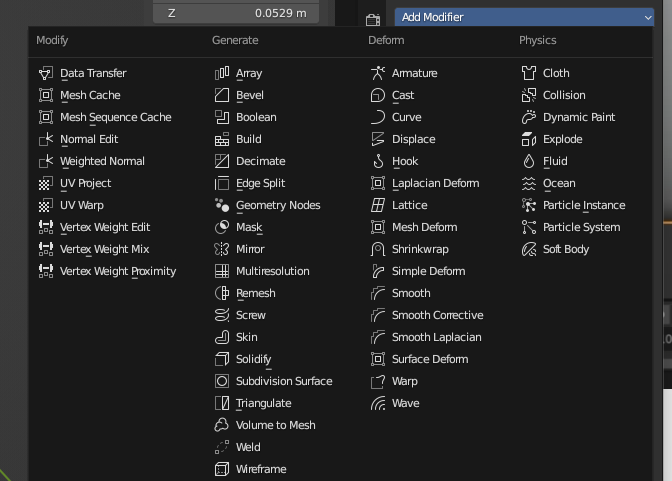 Z 0.0529 m
Add Modifier
Modify
Data Transfer
Mesh Cache
Mesh Sequence Cache
Normal Edit
Weighted Normal
UV Project
UV Warp
Vertex Weight Edit
Vertex Weight Mix
Vertex Weight Proximity
Generate
Array
Bevel
Boolean
Build
Decimate
Edge Split
Geometry Nodes
Mask
Mirror
Multiresolution
Remesh
Screw
Skin
Solidify
Subdivision Surface
Triangulate
Volume to Mesh
Weld
Wireframe
Deform
Armature
Cast
Curve
Displace
Hook
Laplacian Deform
Lattice
Mesh Deform
Shrinkwrap
Simple Deform
Smooth
Smooth Corrective
Smooth Laplacian
Surface Deform
Warp
Wave
Physics
Cloth
Collision
Dynamic Paint
Explode
Fluid
Ocean
Particle Instance
Particle System
Soft Body